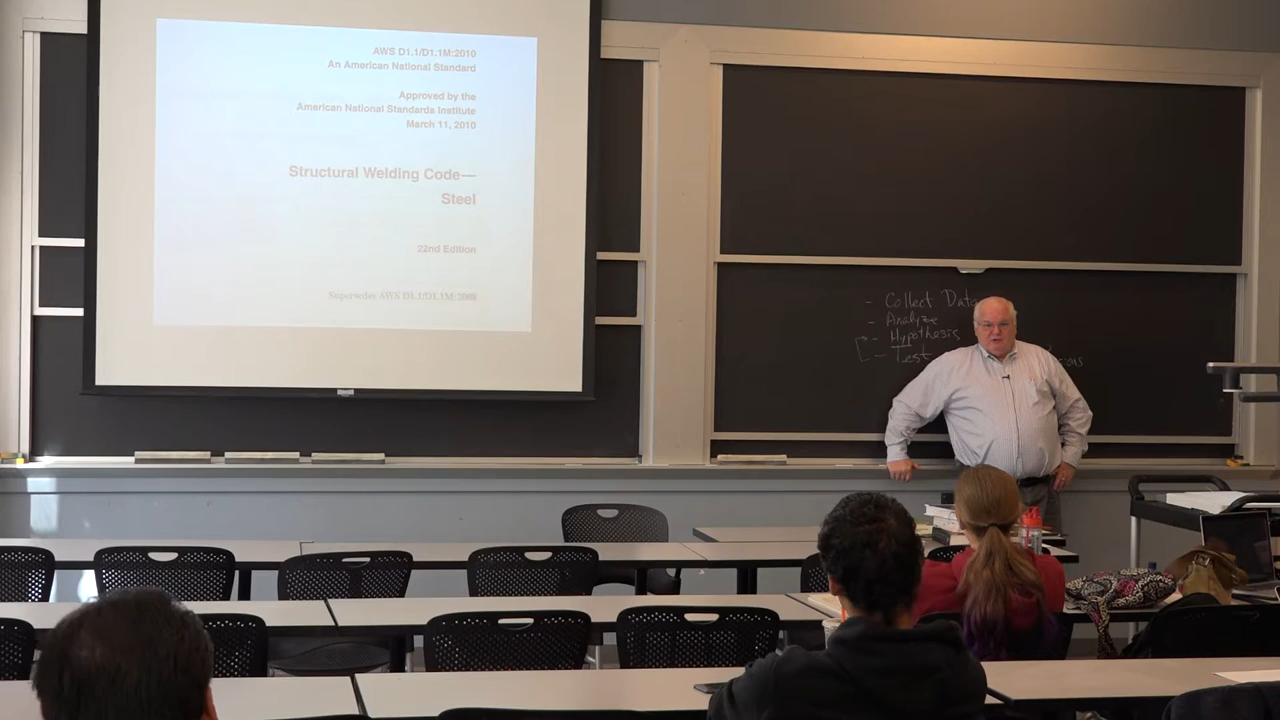 AWS D1.1/D1.1M:2010
An American National Standard
Approved by the
American National Standards Institute
March 11, 2010
Structural Welding Code—
Steel
22nd Edition
Supersedes AWS D1.1/D1.1M:2008
- Collect Data
- Analyze
- Hypothesis
- Test